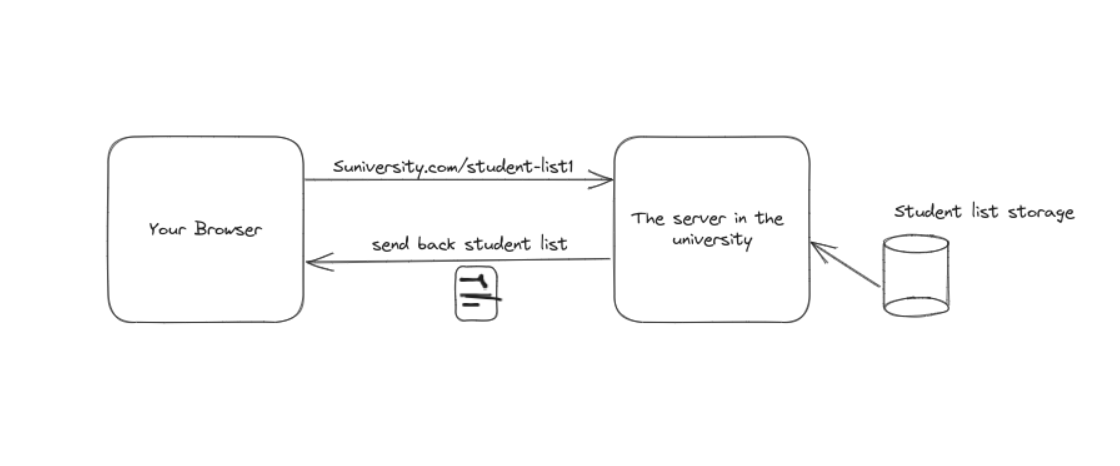 Suniversity.com/student-list1
Your Browser
The server in the
university
send back student list
Student list storage